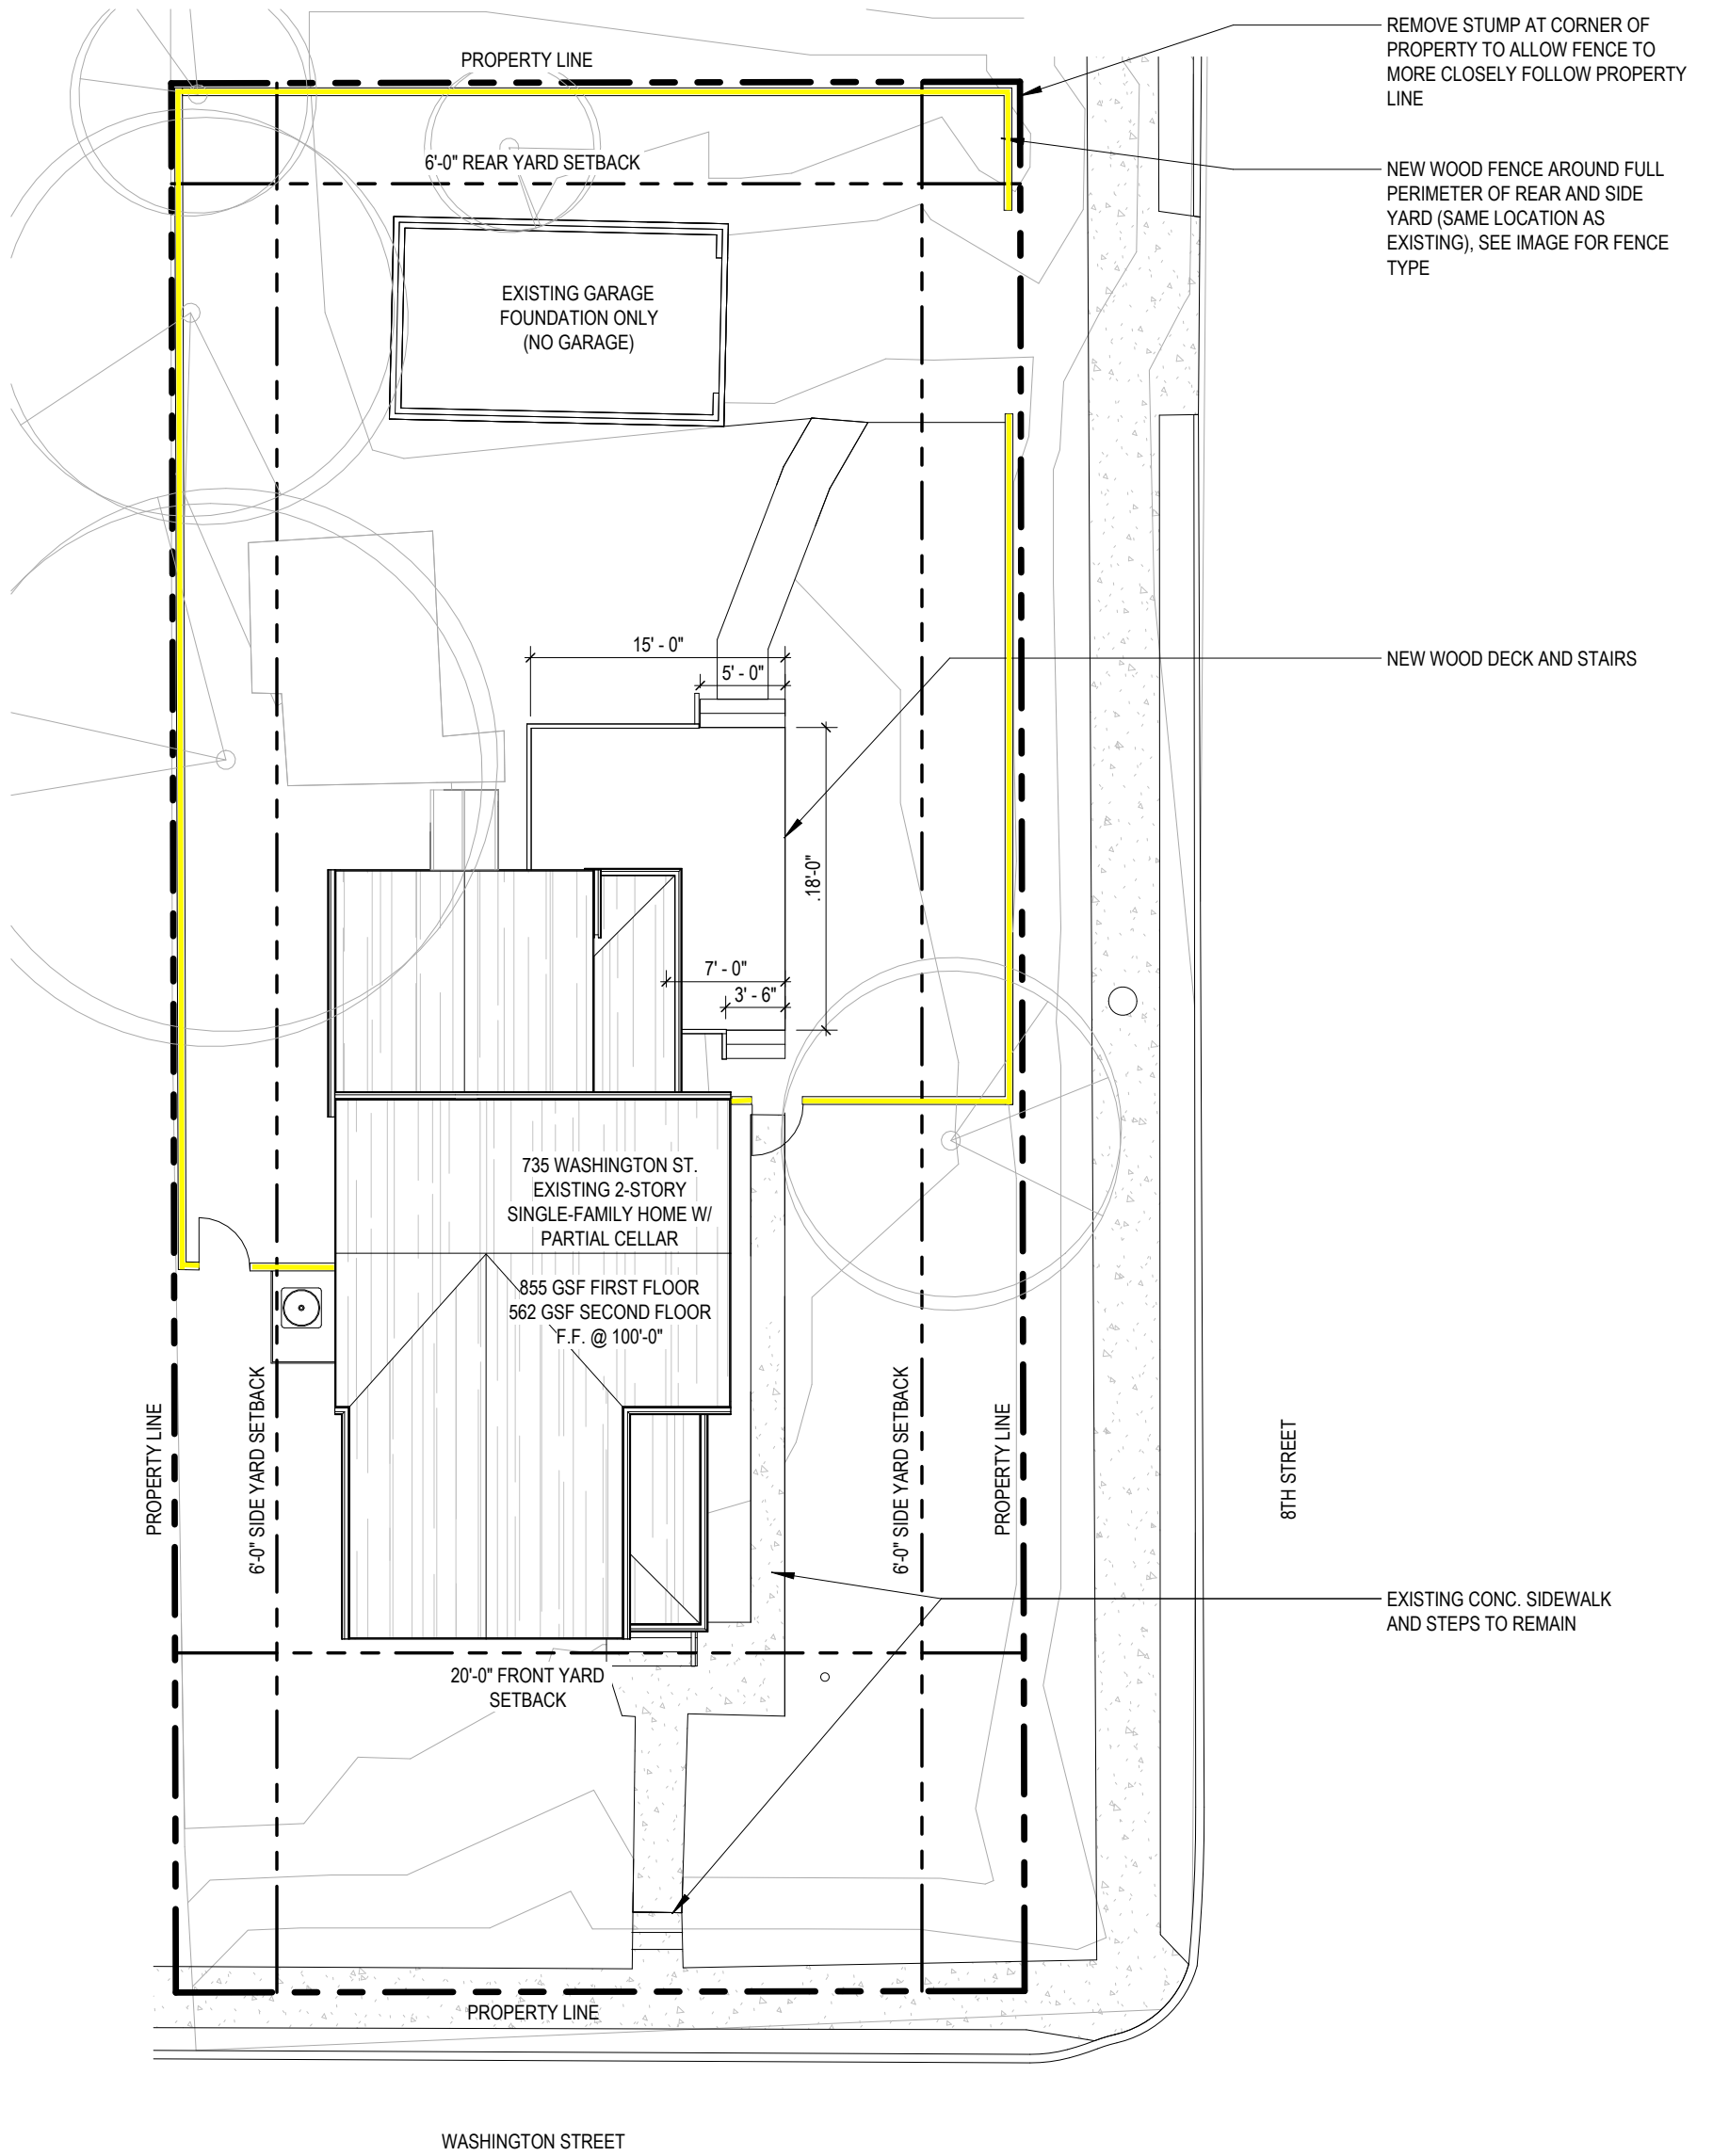 REMOVE STUMP AT CORNER OF
PROPERTY TO ALLOW FENCE TO
MORE CLOSELY FOLLOW PROPERTY
LINE
PROPERTY LINE
6'-0" REAR YARD SETBACK
NEW WOOD FENCE AROUND FULL
PERIMETER OF REAR AND SIDE
YARD (SAME LOCATION AS
EXISTING), SEE IMAGE FOR FENCE
TYPE
EXISTING GARAGE
FOUNDATION ONLY
(NO GARAGE)
15' - 0"
5' - 0"
NEW WOOD DECK AND STAIRS
.18'-0"
7' - 0"
3' - 6"
735 WASHINGTON ST.
EXISTING 2-STORY
SINGLE-FAMILY HOME W/
PARTIAL CELLAR
855 GSF FIRST FLOOR
562 GSF SECOND FLOOR
F.F. @ 100'-0"
PROPERTY LINE
6'-0" SIDE YARD SETBACK
6'-0" SIDE YARD SETBACK
PROPERTY LINE
8TH STREET
EXISTING CONC. SIDEWALK
AND STEPS TO REMAIN
20'-0" FRONT YARD
SETBACK
PROPERTY LINE
WASHINGTON STREET